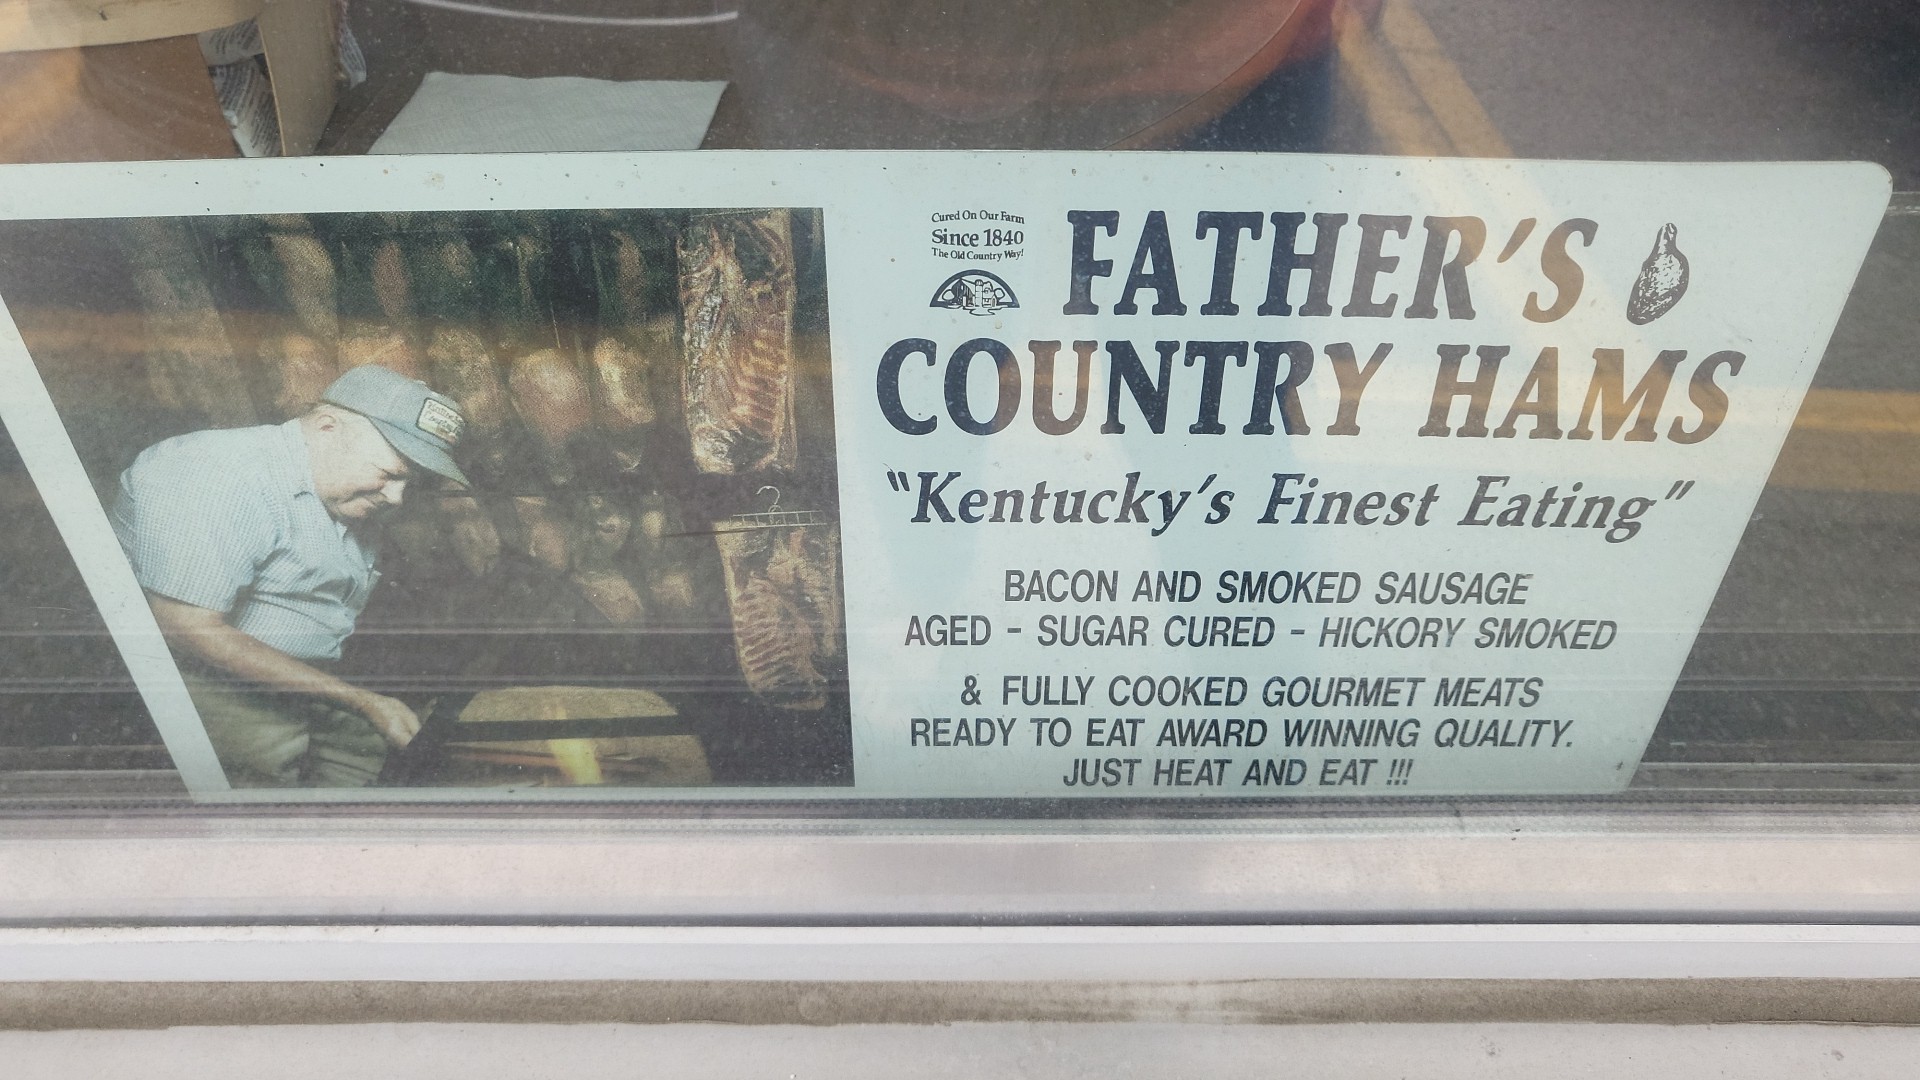 Cured On Our Farm
Since 1840
The Old Country Way!
FATHER'S
COUNTRY HAMS
"Kentucky's Finest Eating"
BACON AND SMOKED SAUSAGE
AGED - SUGAR CURED - HICKORY SMOKED
& FULLY COOKED GOURMET MEATS
READY TO EAT AWARD WINNING QUALITY.
JUST HEAT AND EAT !!!